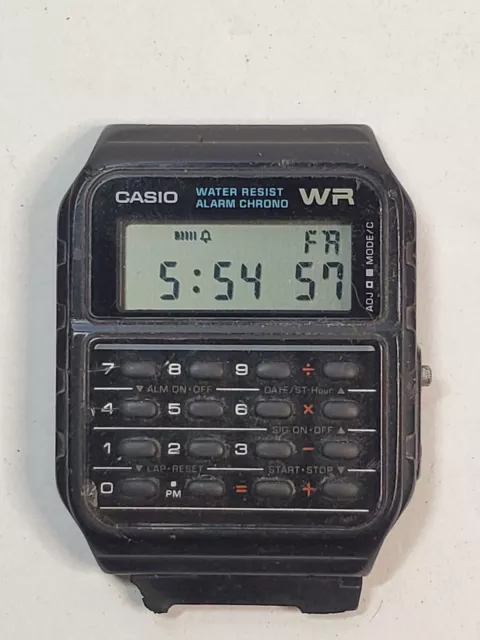 CASIO WATER RESIST WR
ALARM CHRONO
FR
5:54 57
ADJ MODE/C
7 8 9 ÷
▼ ALM ON·OFF DATE/ST·Hour ▲
4 5 6 ×
SIG ON·OFF ▲
1 2 3 −
▼ LAP·RESET START·STOP ▼
0 . = +
PM